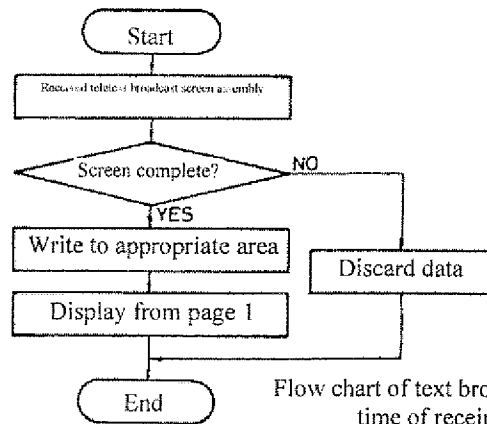 Start
Received teletext broadcast screen assembly
Screen complete?
NO
YES
Write to appropriate area
Discard data
Display from page 1
End
Flow chart of text bro
time of recei